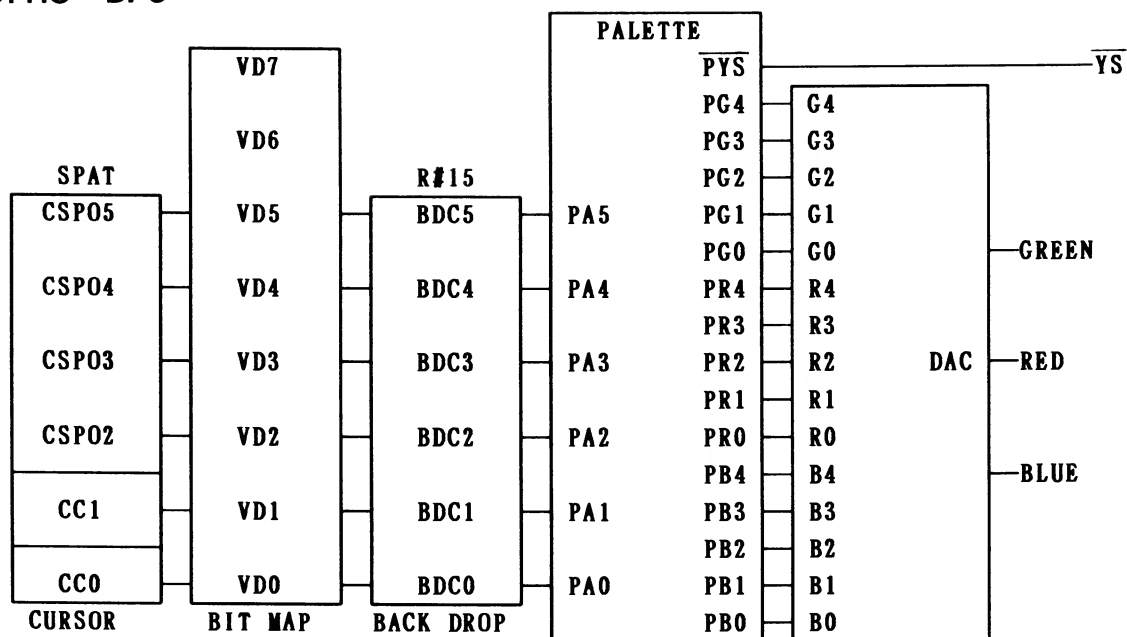 PALETTE
VD7 PYS YS
PG4 G4
VD6 PG3 G3
SPAT R#15 PG2 G2
CSPO5 VD5 BDC5 PA5 PG1 G1
PG0 G0 GREEN
CSPO4 VD4 BDC4 PA4 PR4 R4
PR3 R3
CSPO3 VD3 BDC3 PA3 PR2 R2 DAC RED
PR1 R1
CSPO2 VD2 BDC2 PA2 PR0 R0
PB4 B4 BLUE
CC1 VD1 BDC1 PA1 PB3 B3
PB2 B2
CC0 VD0 BDC0 PA0 PB1 B1
CURSOR BIT MAP BACK DROP PB0 B0